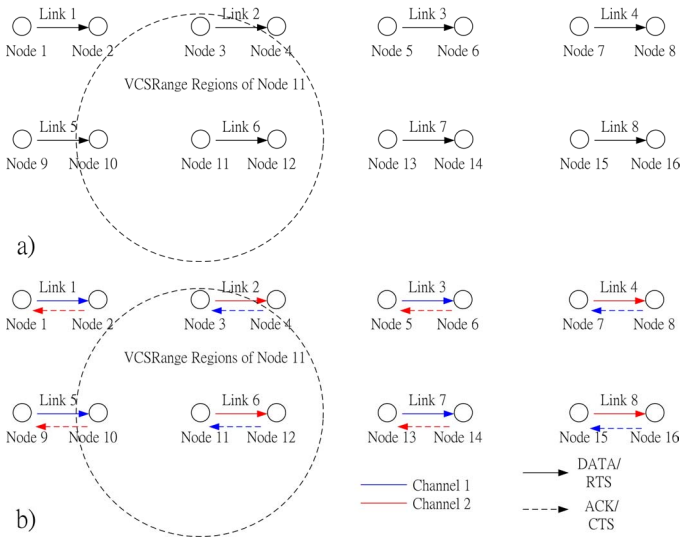 Link 1 Link 2 Link 3 Link 4
Node 1 Node 2 Node 3 Node 4 Node 5 Node 6 Node 7 Node 8
VCSRange Regions of Node 11
Link 5 Link 6 Link 7 Link 8
Node 9 Node 10 Node 11 Node 12 Node 13 Node 14 Node 15 Node 16
a)
Link 1 Link 2 Link 3 Link 4
Node 1 Node 2 Node 3 Node 4 Node 5 Node 6 Node 7 Node 8
VCSRange Regions of Node 11
Link 5 Link 6 Link 7 Link 8
Node 9 Node 10 Node 11 Node 12 Node 13 Node 14 Node 15 Node 16
Channel 1
Channel 2
DATA/
RTS
ACK/
CTS
b)